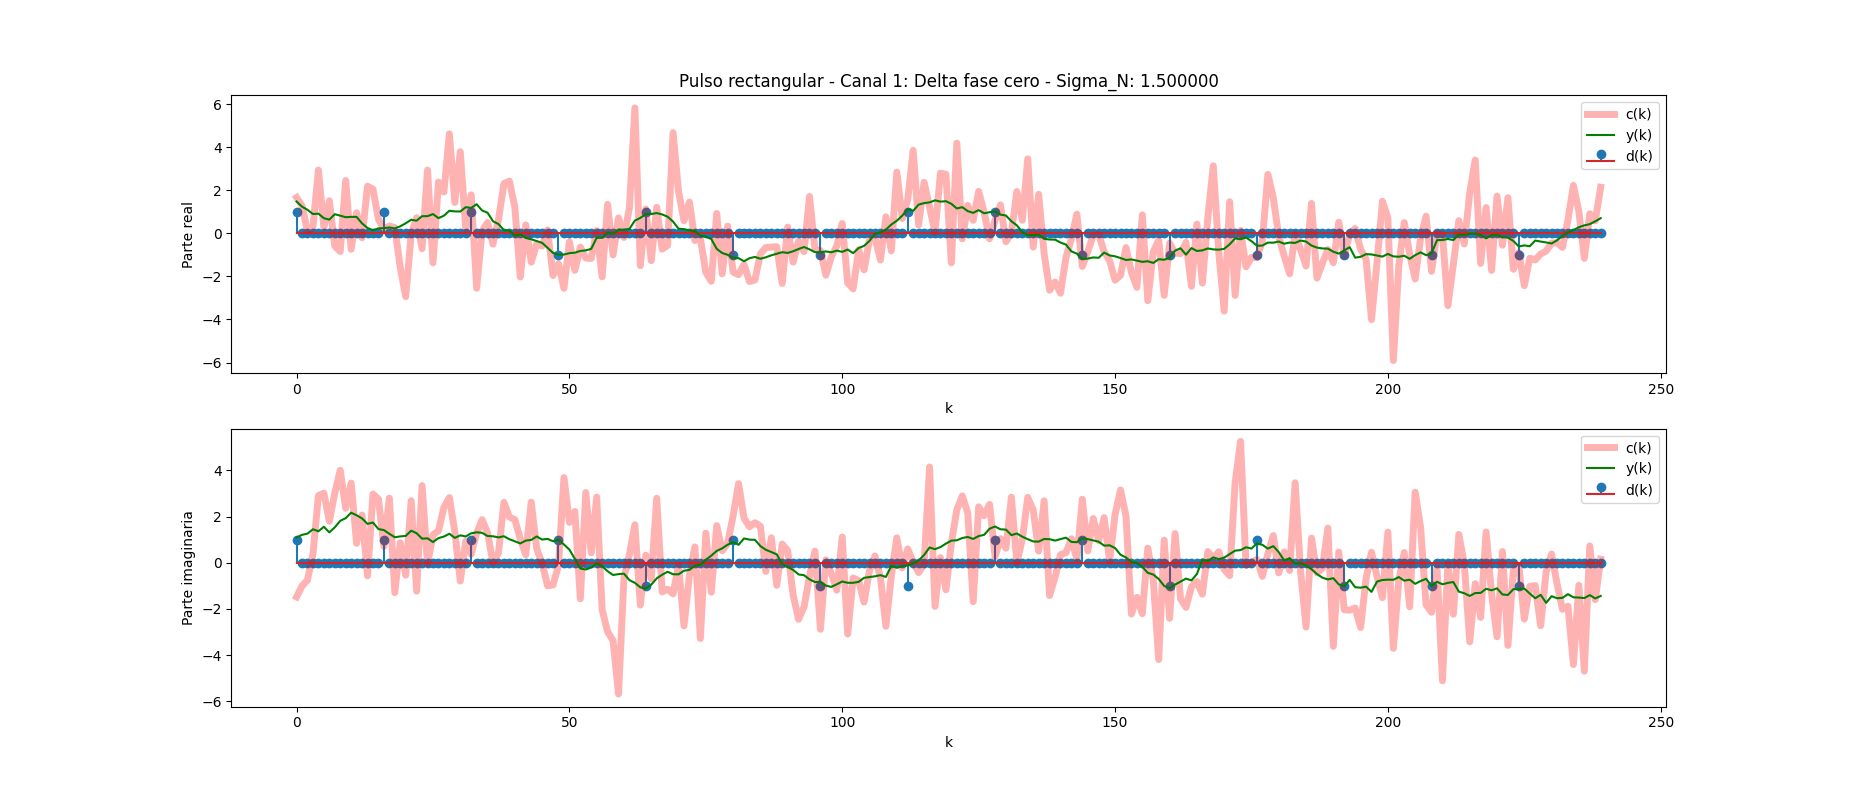 Pulso rectangular - Canal 1: Delta fase cero - Sigma_N: 1.500000
Parte real
6
4
2
0
−2
−4
−6
c(k)
y(k)
d(k)
0 50 100 150 200 250
k
Parte imaginaria
4
2
0
−2
−4
−6
c(k)
y(k)
d(k)
0 50 100 150 200 250
k